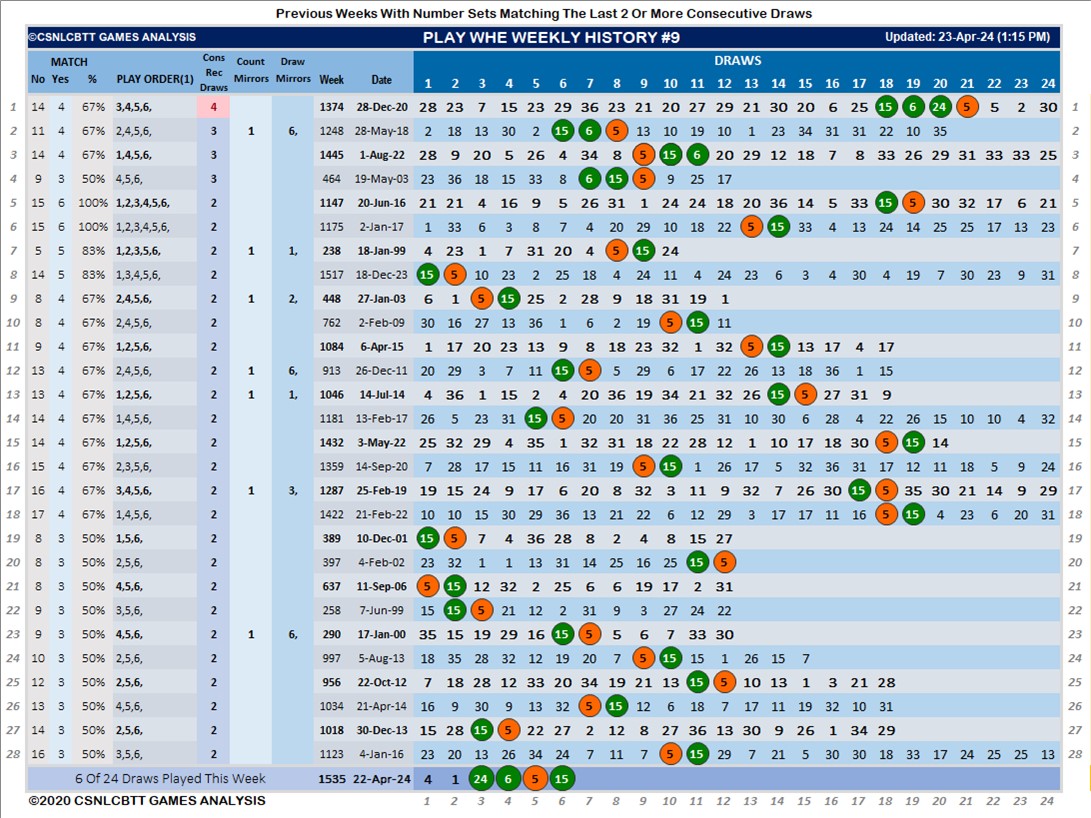 Previous Weeks With Number Sets Matching The Last 2 Or More Consecutive Draws
©CSNLCBTT GAMES ANALYSIS PLAY WHE WEEKLY HISTORY #9 Updated: 23-Apr-24 (1:15 PM)
MATCH Cons Count Draw DRAWS
No Yes % PLAY ORDER(1) Rec Draws Mirrors Mirrors Week Date 1 2 3 4 5 6 7 8 9 10 11 12 13 14 15 16 17 18 19 20 21 22 23 24
1 14 4 67% 3,4,5,6, 4 1374 28-Dec-20 28 23 7 15 23 29 36 23 21 20 27 29 21 30 20 6 25 15 6 24 5 5 2 30 1
2 11 4 67% 2,4,5,6, 3 1 6, 1248 28-May-18 2 18 13 30 2 15 6 5 13 10 19 10 1 23 34 31 31 22 10 35 2
3 14 4 67% 1,4,5,6, 3 1445 1-Aug-22 28 9 20 5 26 4 34 8 5 15 6 20 29 12 18 7 8 33 26 29 31 33 33 25 3
4 9 3 50% 4,5,6, 3 464 19-May-03 23 36 18 15 33 8 6 15 5 9 25 12 4
5 15 6 100% 1,2,3,4,5,6, 2 1147 20-Jun-16 21 21 4 16 9 5 26 31 1 24 24 18 20 36 14 5 33 15 5 30 32 17 6 21 5
6 15 6 100% 1,2,3,4,5,6, 2 1175 2-Jan-17 1 33 6 3 8 7 4 20 29 10 18 22 5 15 33 4 13 24 14 25 25 17 13 23 6
7 5 5 83% 1,2,3,5,6, 2 1 1, 238 18-Jan-99 4 23 1 7 31 20 4 5 15 24 7
8 14 5 83% 1,3,4,5,6, 2 1517 18-Dec-23 15 5 10 23 2 25 18 4 24 11 4 24 23 6 3 4 30 4 19 7 30 23 9 31 8
9 8 4 67% 2,4,5,6, 2 1 2, 448 27-Jan-03 6 1 5 15 25 2 28 9 18 31 19 1 9
10 8 4 67% 2,4,5,6, 2 762 2-Feb-09 30 16 27 13 36 1 6 2 19 5 15 11 10
11 9 4 67% 1,2,5,6, 2 1084 6-Apr-15 1 17 20 23 13 9 8 18 23 32 1 32 5 15 13 16 4 17 11
12 13 4 67% 2,4,5,6, 2 1 6, 913 26-Dec-11 20 29 3 7 11 15 5 5 29 6 17 22 26 13 18 36 1 15 12
13 14 4 67% 1,2,5,6, 2 1 1, 1046 14-Jul-14 4 36 1 15 2 4 20 36 19 34 21 32 26 15 5 27 31 9 13
14 14 4 67% 1,4,5,6, 2 1181 13-Feb-17 26 5 23 31 15 5 20 20 31 36 25 31 10 30 6 28 4 22 26 15 10 10 4 32 14
15 14 4 67% 1,2,5,6, 2 1432 3-May-22 25 32 29 4 35 1 32 31 18 22 28 12 1 10 17 18 30 5 15 14 15
16 15 4 67% 2,3,5,6, 2 1359 14-Sep-20 7 28 17 15 11 16 31 19 5 15 1 26 17 5 32 36 31 17 12 11 18 5 9 24 16
17 16 4 67% 3,4,5,6, 2 1 3, 1287 25-Feb-19 19 15 24 9 17 6 20 8 32 3 11 9 32 7 26 30 15 5 35 30 21 14 9 29 17
18 17 4 67% 1,4,5,6, 2 1422 21-Feb-22 10 10 15 30 29 36 13 21 22 6 12 29 3 17 17 11 16 5 15 4 23 6 20 31 18
19 8 3 50% 1,5,6, 2 389 10-Dec-01 15 5 7 4 36 28 8 2 4 8 15 27 19
20 8 3 50% 2,5,6, 2 397 4-Feb-02 23 32 1 1 13 31 14 25 16 25 15 5 20
21 8 3 50% 4,5,6, 2 637 11-Sep-06 5 15 12 32 2 25 6 6 19 17 2 31 21
22 9 3 50% 3,5,6, 2 258 7-Jun-99 15 15 5 21 12 2 31 9 3 27 24 22 22
23 9 3 50% 4,5,6, 2 1 6, 290 17-Jan-00 35 15 19 29 16 15 5 5 6 7 33 30 23
24 10 3 50% 2,5,6, 2 997 5-Aug-13 18 35 28 32 12 19 20 7 5 15 15 1 26 15 7 24
25 12 3 50% 2,5,6, 2 956 22-Oct-12 7 18 28 12 33 20 34 19 21 13 15 5 10 13 1 3 21 28 25
26 13 3 50% 4,5,6, 2 1034 21-Apr-14 16 9 30 9 13 32 5 15 12 6 18 7 17 11 19 32 10 31 26
27 14 3 50% 2,5,6, 2 1018 30-Dec-13 15 28 15 5 22 27 2 12 8 27 36 13 30 9 26 1 34 29 27
28 16 3 50% 3,5,6, 2 1123 4-Jan-16 23 20 13 26 34 24 7 11 7 5 15 29 7 21 5 30 30 18 33 17 24 25 25 13 28
6 Of 24 Draws Played This Week 1535 22-Apr-24 4 1 24 6 5 15
©2020 CSNLCBTT GAMES ANALYSIS 1 2 3 4 5 6 7 8 9 10 11 12 13 14 15 16 17 18 19 20 21 22 23 24